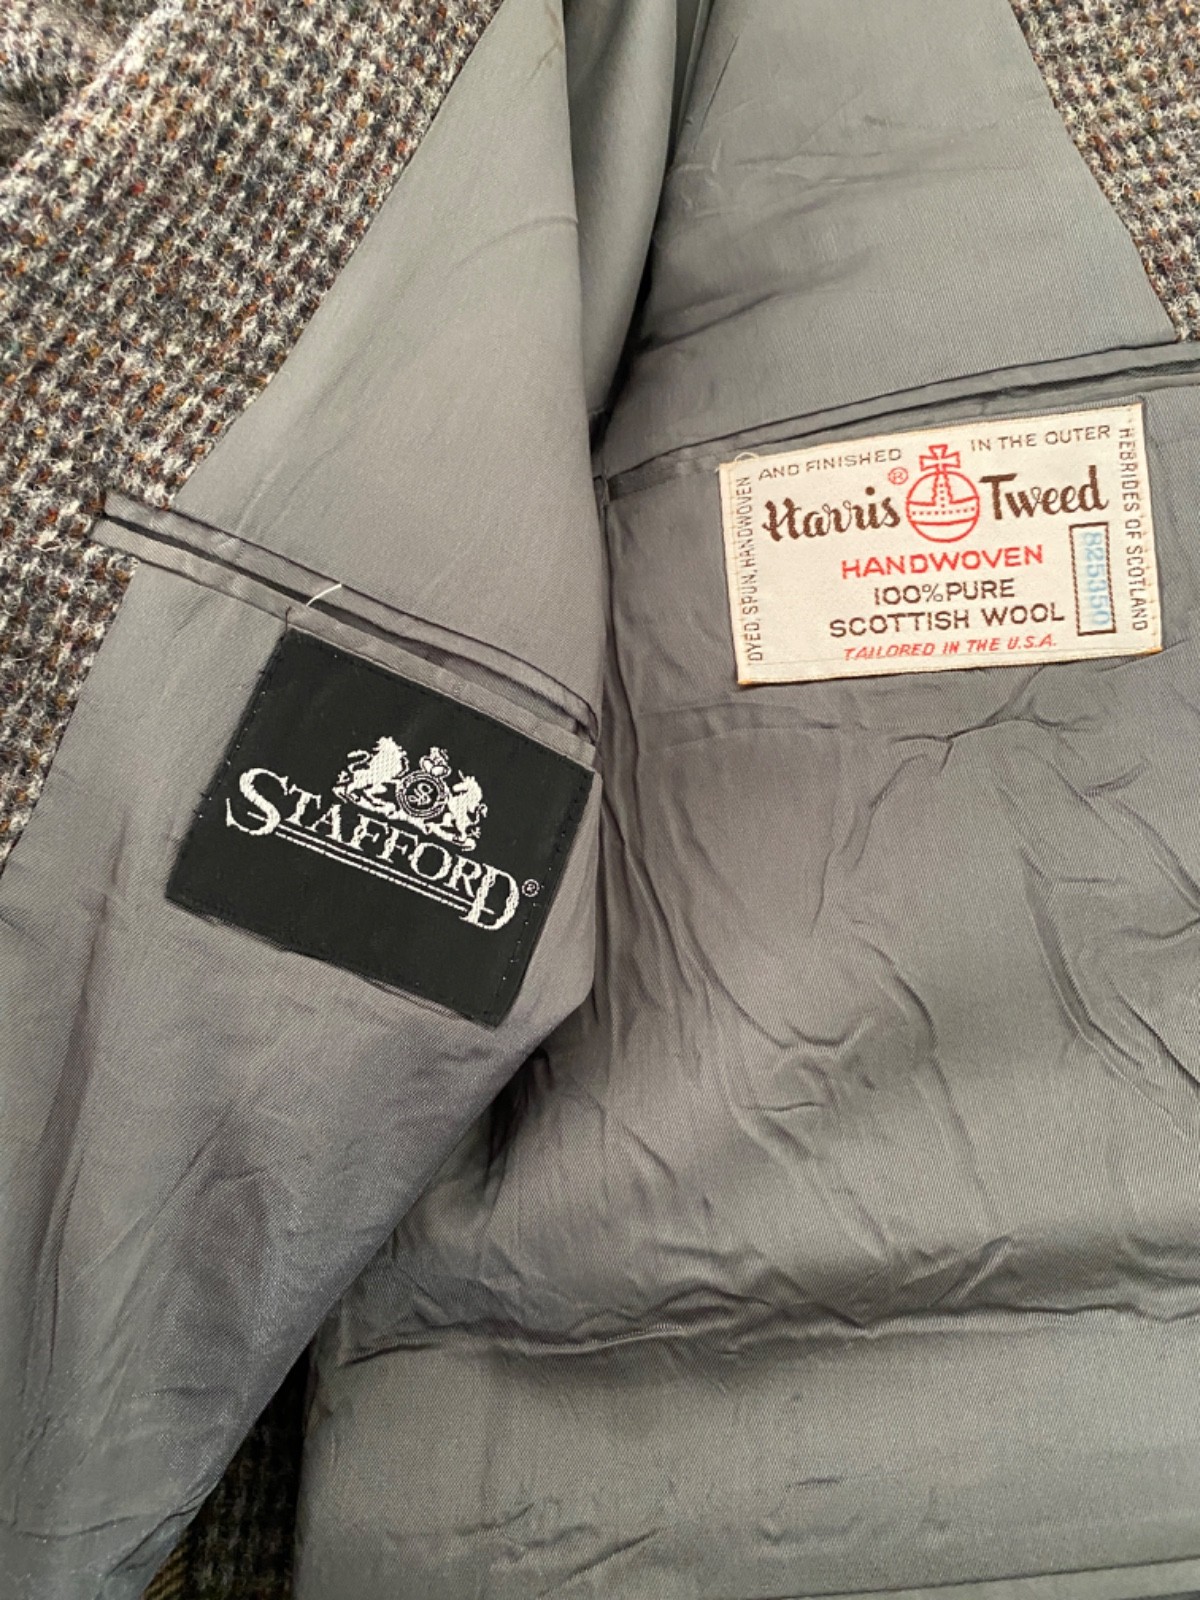 STAFFORD®
AND FINISHED IN THE OUTER
HEBRIDES OF SCOTLAND
DYED, SPUN, HANDWOVEN
Harris® Tweed
HANDWOVEN
100% PURE
SCOTTISH WOOL
TAILORED IN THE U.S.A.